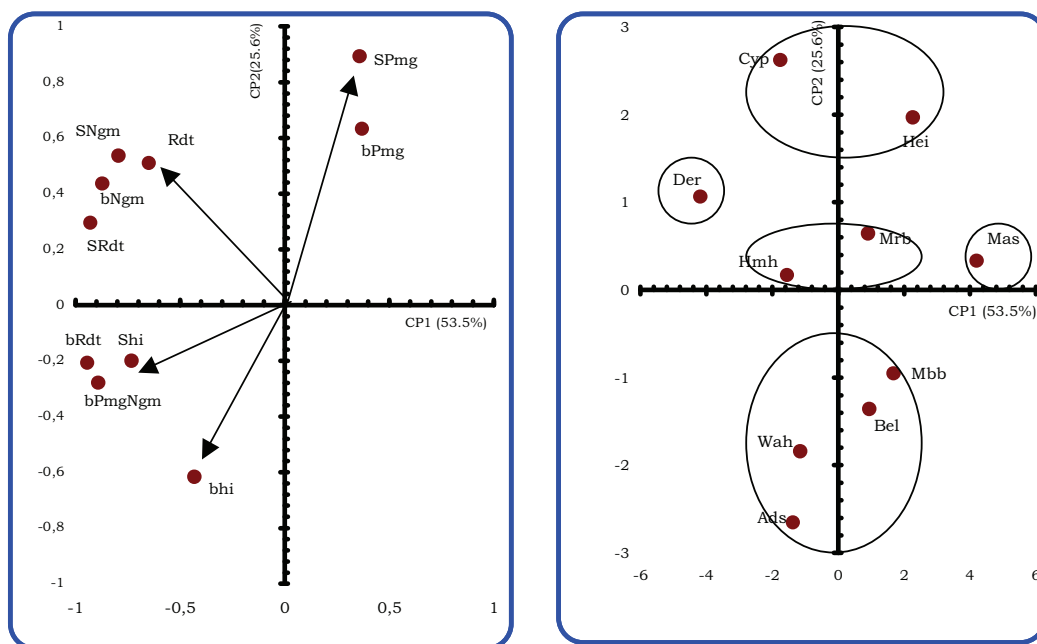 1
CP2(25.6%)
SPmg
0,8
SNgm
Rdt
0,6
bPmg
bNgm
0,4
SRdt
0,2
0
CP1 (53.5%)
bRdt
Shi
-0,2
bPmgNgm
-0,4
-0,6
bhi
-0,8
-1
-1
-0,5
0
0,5
1
3
CP2 (25.6%)
Cyp
2
Hei
Der
1
Mrb
Mas
Hmh
0
CP1 (53.5%)
-1
Mbb
Bel
Wah
-2
Ads
-3
-6
-4
-2
0
2
4
6